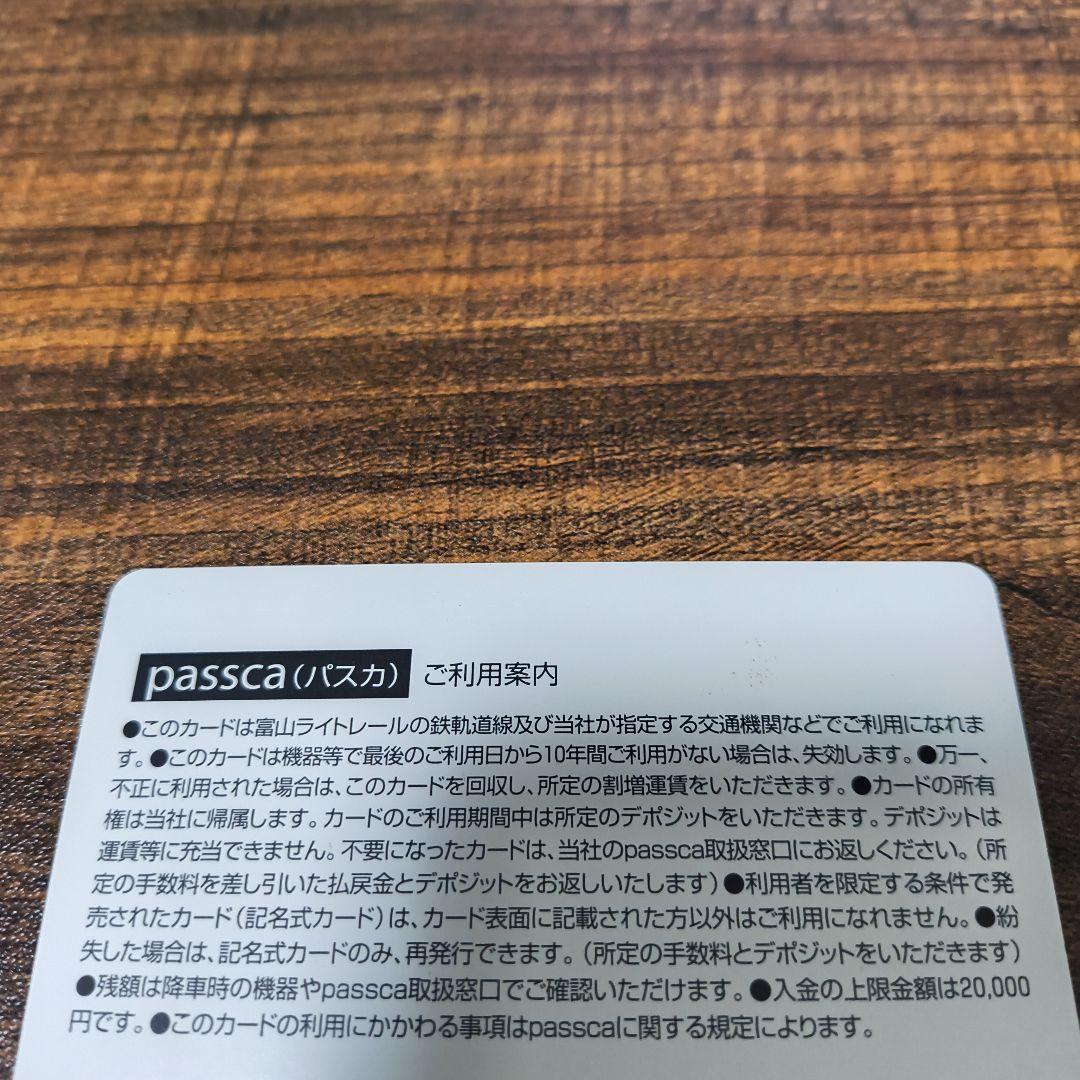 passca(パスカ) ご利用案内
●このカードは富山ライトレールの鉄軌道線及び当社が指定する交通機関などでご利用になれま
す。●このカードは機器等で最後のご利用日から10年間ご利用がない場合は、失効します。●万一、
不正に利用された場合は、このカードを回収し、所定の割増運賃をいただきます。●カードの所有
権は当社に帰属します。カードのご利用期間中は所定のデポジットをいただきます。デポジットは
運賃等に充当できません。不要になったカードは、当社のpassca取扱窓口にお返しください。(所
定の手数料を差し引いた払戻金とデポジットをお返しいたします)●利用者を限定する条件で発
売されたカード(記名式カード)は、カード表面に記載された方以外はご利用になれません。●紛
失した場合は、記名式カードのみ、再発行できます。(所定の手数料とデポジットをいただきます)
●残額は降車時の機器やpassca取扱窓口でご確認いただけます。●入金の上限金額は20,000
円です。●このカードの利用にかかわる事項はpasscaに関する規定によります。